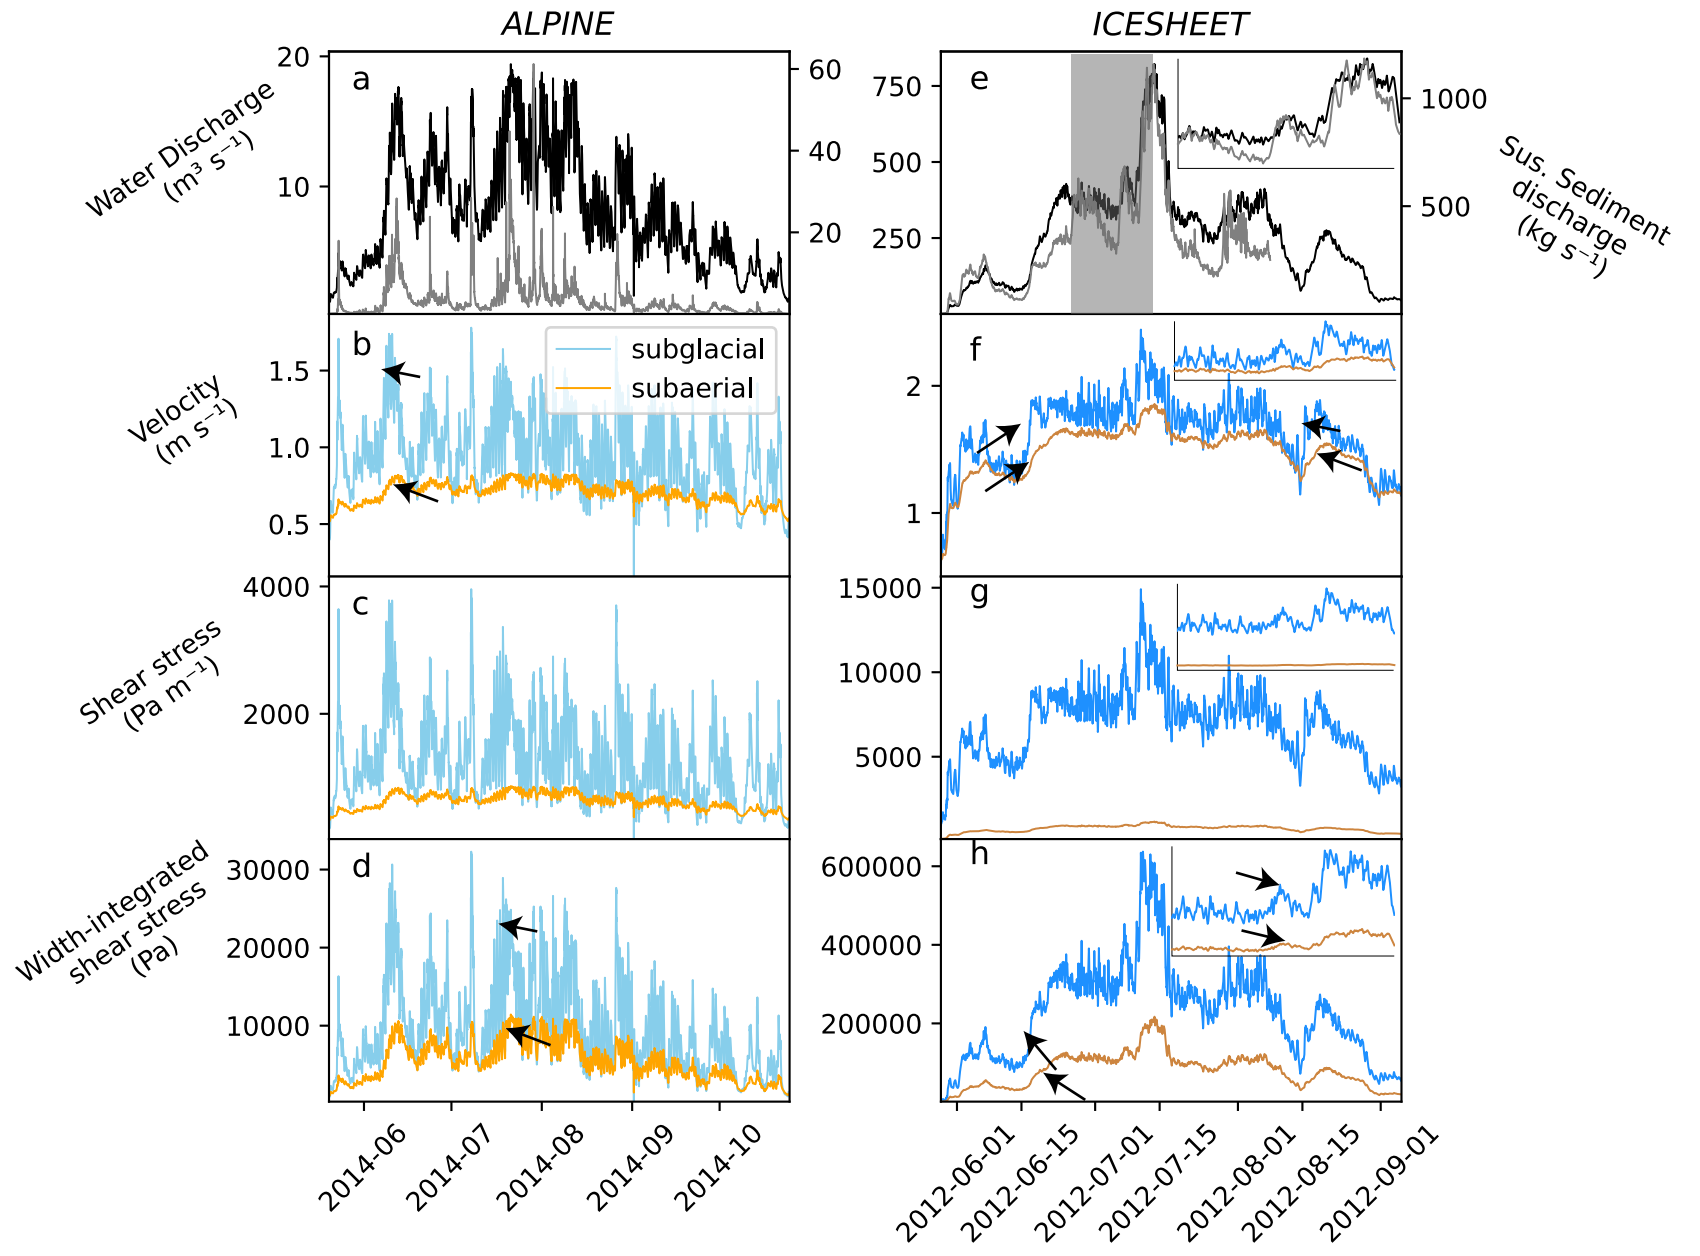 ALPINE
ICESHEET
Water Discharge
(m³ s⁻¹)
20
10
a
60
40
20
750
500
250
e
1000
500
Sus. Sediment
discharge
(kg s⁻¹)
Velocity
(m s⁻¹)
1.5
1.0
0.5
b
subglacial
subaerial
2
1
f
Shear stress
(Pa m⁻¹)
4000
2000
c
15000
10000
5000
g
Width-integrated
shear stress
(Pa)
30000
20000
10000
d
600000
400000
200000
h
2014-06
2014-07
2014-08
2014-09
2014-10
2012-06-01
2012-06-15
2012-07-01
2012-07-15
2012-08-01
2012-08-15
2012-09-01